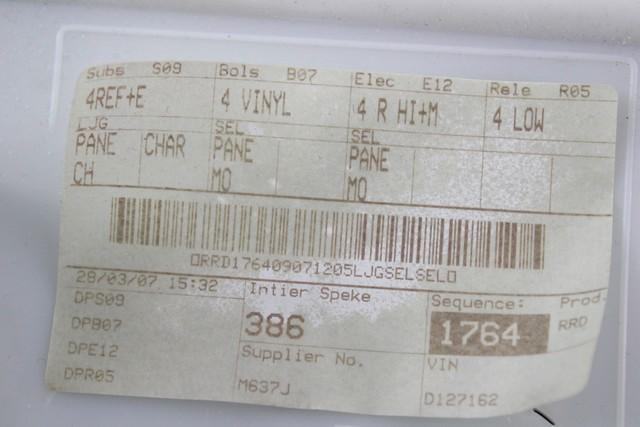 Subs S09 Bols B07 Elec E12 Rele R05
4REF+E 4 VINYL 4 R HI+M 4 LOW
LJG SEL SEL
PANE CHAR PANE PANE
CH MO MO
▯RRD176409071205LJGSELSEL▯
28/03/07 15:32 Intier Speke Sequence: Prod.
DPS09 386 1764 RRD
DPB07
DPE12 Supplier No. VIN
DPR05 M637J D127162